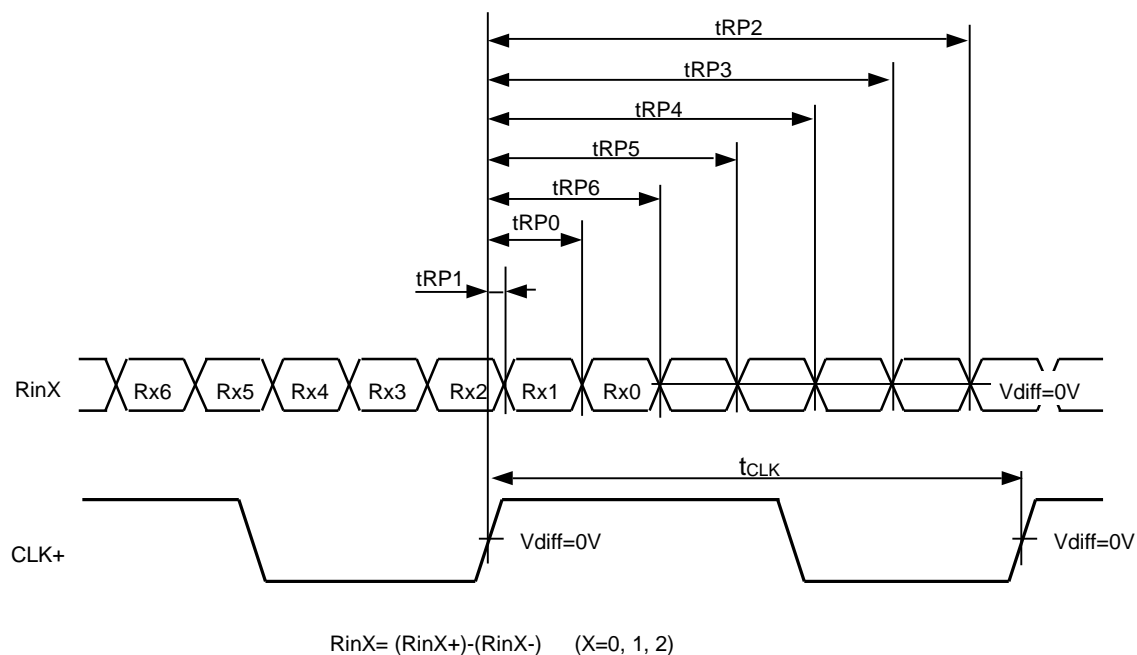 tRP2
tRP3
tRP4
tRP5
tRP6
tRP0
tRP1
RinX Rx6 Rx5 Rx4 Rx3 Rx2 Rx1 Rx0 Vdiff=0V
tCLK
CLK+ Vdiff=0V Vdiff=0V
RinX= (RinX+)-(RinX-) (X=0, 1, 2)